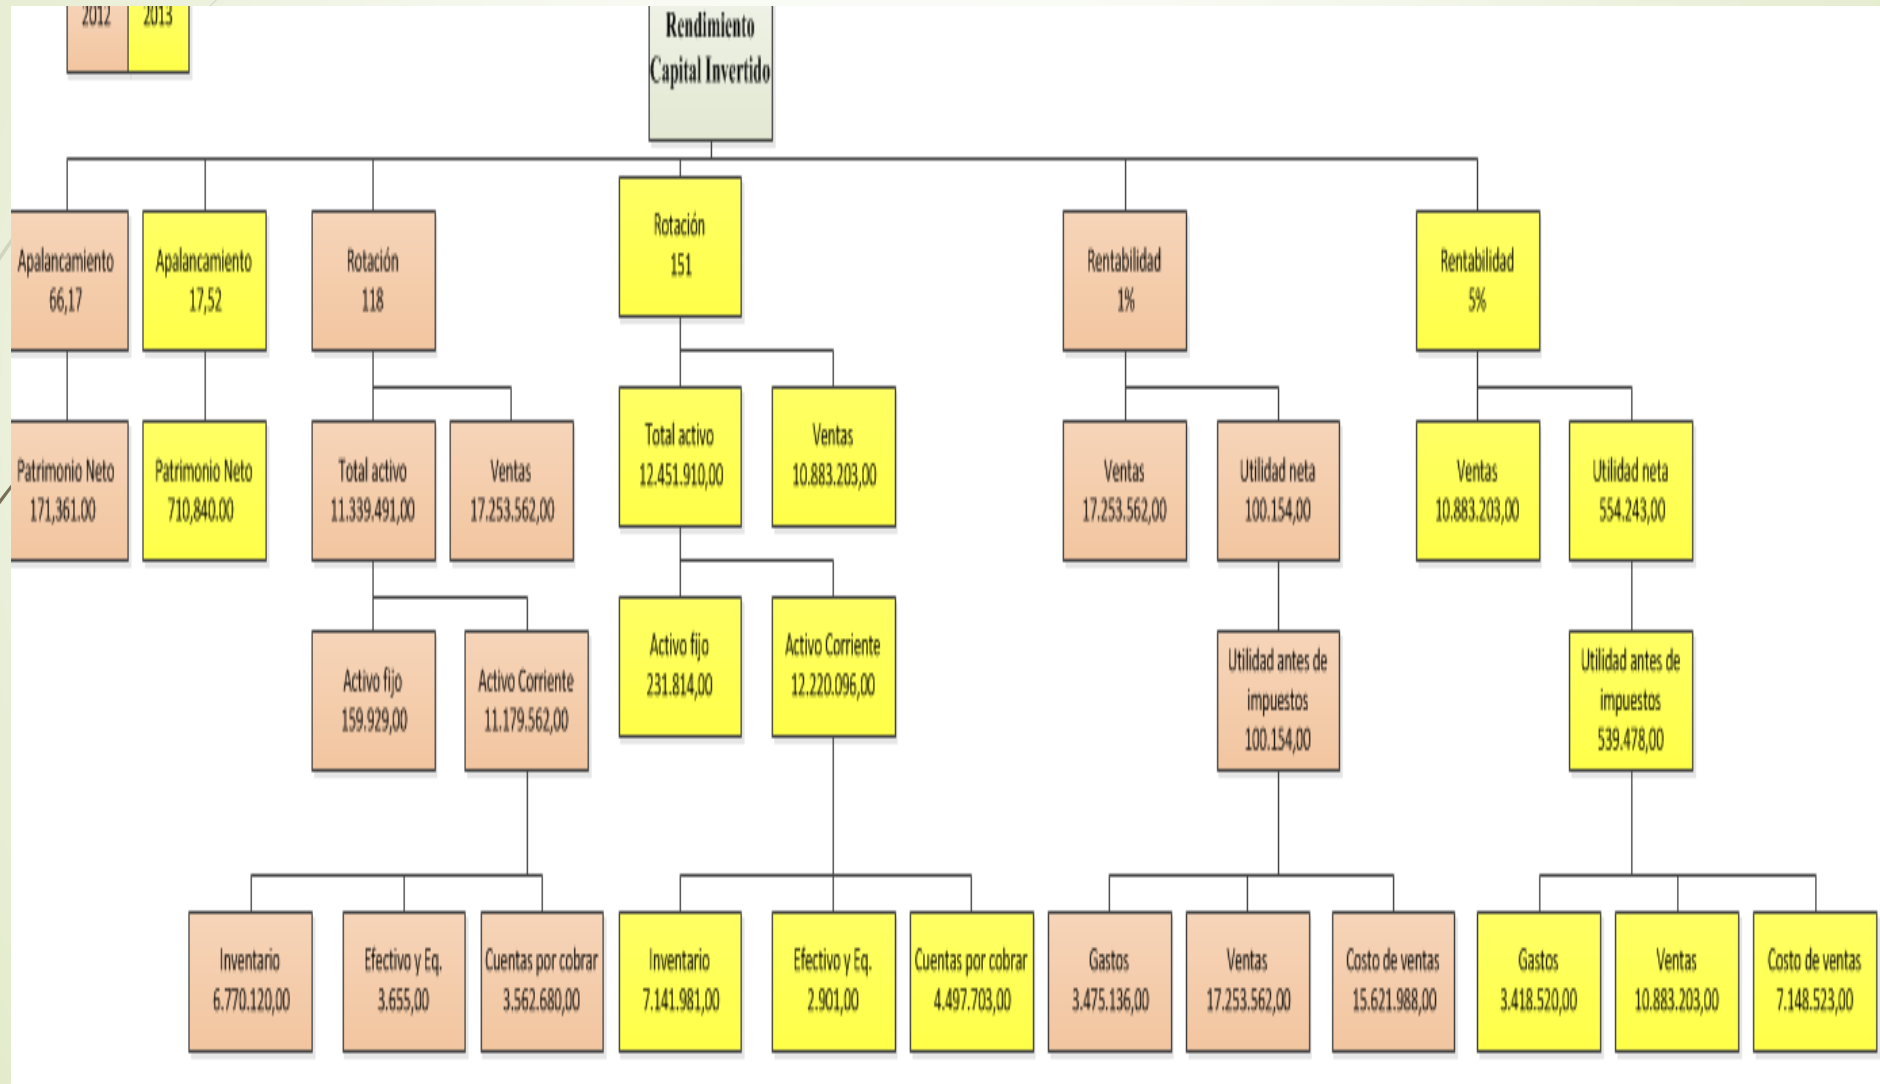 2012
2013
Rendimiento
Capital Invertido
Apalancamiento
66,17
Apalancamiento
17,52
Rotación
118
Rotación
151
Rentabilidad
1%
Rentabilidad
5%
Patrimonio Neto
171,361.00
Patrimonio Neto
710,840.00
Total activo
11.339.491,00
Ventas
17.253.562,00
Total activo
12.451.910,00
Ventas
10.883.203,00
Ventas
17.253.562,00
Utilidad neta
100.154,00
Ventas
10.883.203,00
Utilidad neta
554.243,00
Activo fijo
159.929,00
Activo Corriente
11.179.562,00
Activo fijo
231.814,00
Activo Corriente
12.220.096,00
Utilidad antes de
impuestos
100.154,00
Utilidad antes de
impuestos
539.478,00
Inventario
6.770.120,00
Efectivo y Eq.
3.655,00
Cuentas por cobrar
3.562.680,00
Inventario
7.141.981,00
Efectivo y Eq.
2.901,00
Cuentas por cobrar
4.497.703,00
Gastos
3.475.136,00
Ventas
17.253.562,00
Costo de ventas
15.621.988,00
Gastos
3.418.520,00
Ventas
10.883.203,00
Costo de ventas
7.148.523,00